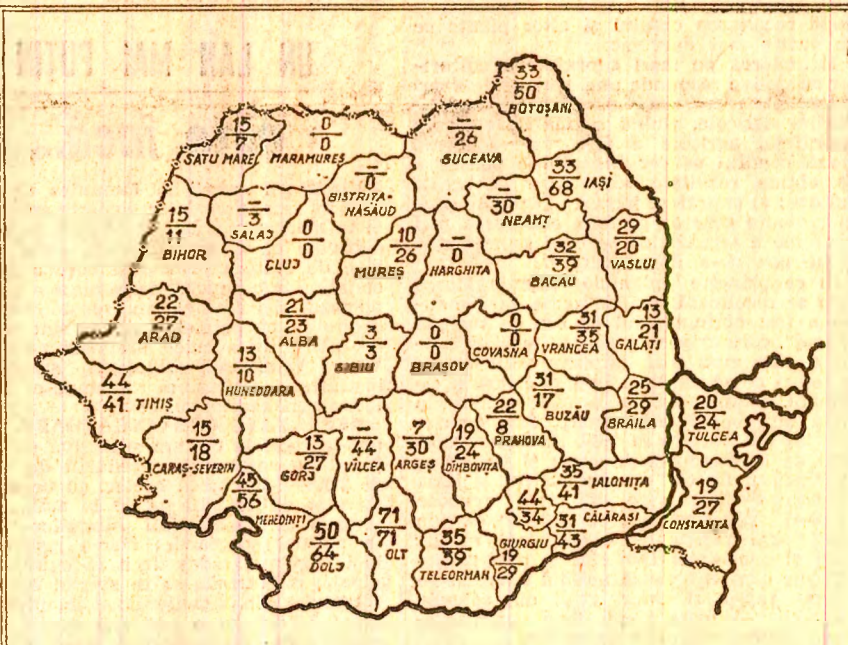 33
50
BOTOȘANI
15
7
SATU MARE
0
0
MARAMUREȘ
–
26
SUCEAVA
–
0
BISTRIȚA-
NĂSĂUD
33
68 IAȘI
–
30
NEAMȚ
–
3
SALAJ
15
11
BIHOR
0
0
CLUJ
10
26
MUREȘ
–
0
HARGHITA
32
39
BACAU
29
20
VASLUI
22
27
ARAD
21
23
ALBA
3
3
SIBIU
0
0
BRASOV
0
0
COVASNA
31
35
VRANCEA
13
21
GALAȚI
13
10
HUNEDOARA
44
41 TIMIȘ
31
17
BUZĂU
25
29
BRAILA
20
24
TULCEA
15
18
CARAȘ-SEVERIN
13
27
GORJ
–
44
VÎLCEA
7
30
ARGEȘ
19
24
DÎMBOVIȚA
22
8
PRAHOVA
45
56
MEHEDINȚI
35
41 IALOMIȚA
19
27
CONSTANTA
44
34
31
43
CĂLĂRAȘI
50
64
DOLJ
71
71
OLT
35
39
TELEORMAN
GIURGIU
19
29